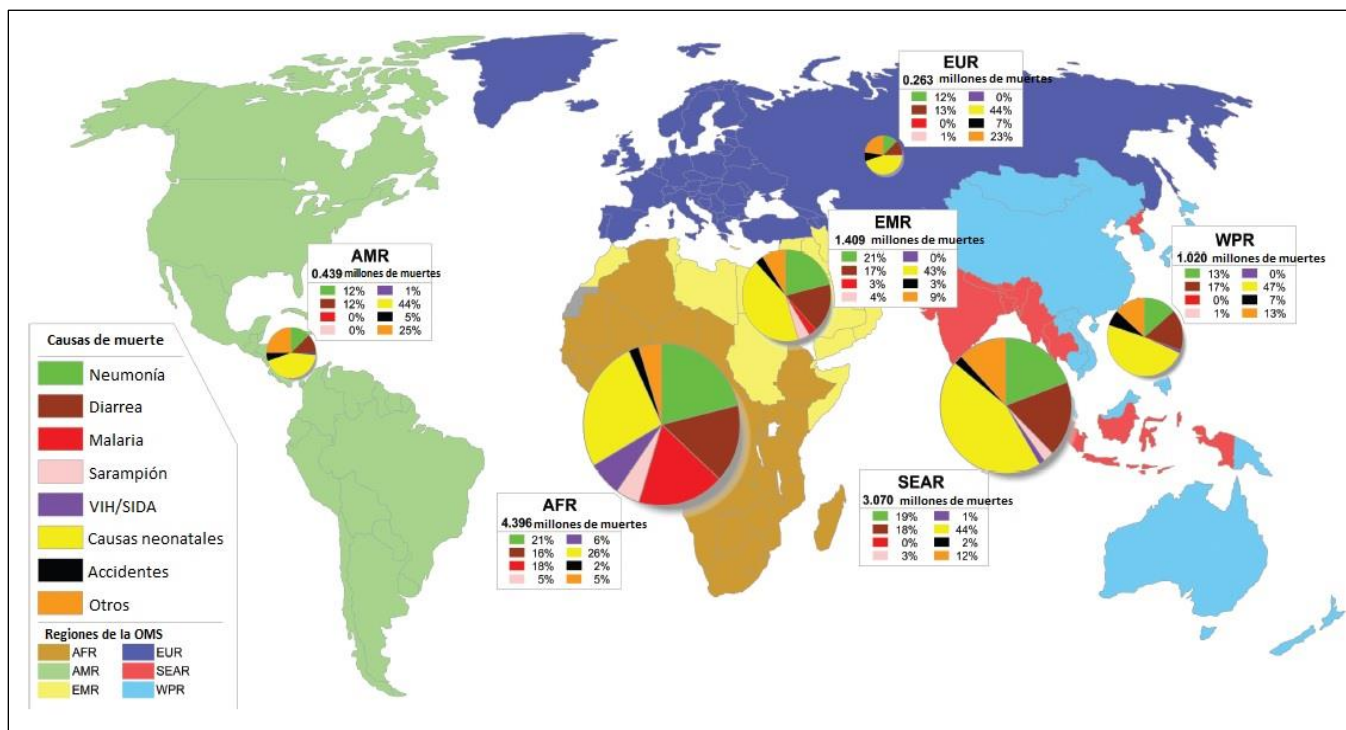 EUR
0.263 millones de muertes
12% 0%
13% 44%
0% 7%
1% 23%
EMR
1.409 millones de muertes
21% 0%
17% 43%
3% 3%
4% 9%
WPR
1.020 millones de muertes
13% 0%
17% 47%
0% 7%
1% 13%
AMR
0.439 millones de muertes
12% 1%
12% 44%
0% 5%
0% 25%
Causas de muerte
Neumonía
Diarrea
Malaria
Sarampión
VIH/SIDA
Causas neonatales
Accidentes
Otros
Regiones de la OMS
AFR EUR
AMR SEAR
EMR WPR
AFR
4.396 millones de muertes
21% 6%
16% 26%
18% 2%
5% 5%
SEAR
3.070 millones de muertes
19% 1%
18% 44%
0% 2%
3% 12%